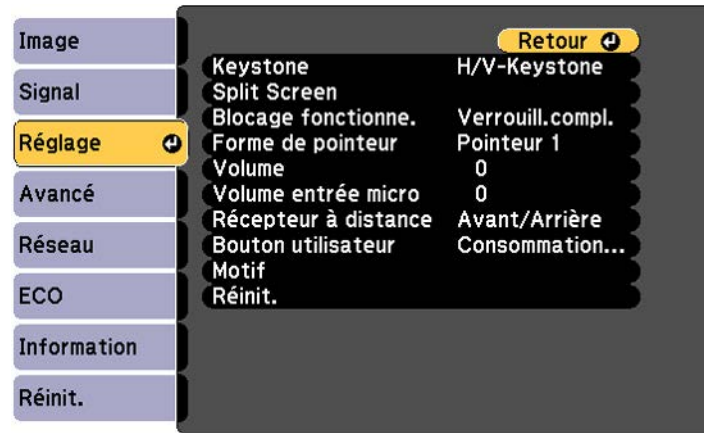 Image
Signal
Réglage
Avancé
Réseau
ECO
Information
Réinit.
Retour
Keystone H/V-Keystone
Split Screen
Blocage fonctionne. Verrouill.compl.
Forme de pointeur Pointeur 1
Volume 0
Volume entrée micro 0
Récepteur à distance Avant/Arrière
Bouton utilisateur Consommation...
Motif
Réinit.